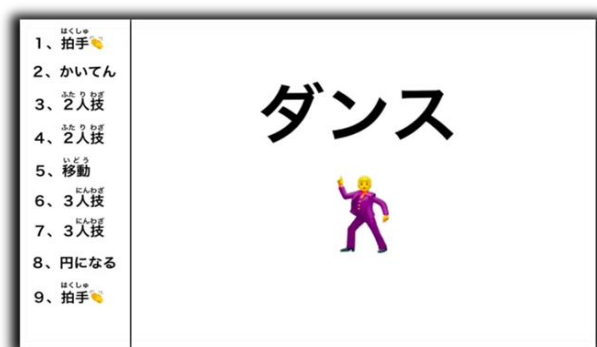 1、拍手👏
2、かいてん
3、2人技
4、2人技
5、移動
6、3人技
7、3人技
8、円になる
9、拍手👏
ダンス